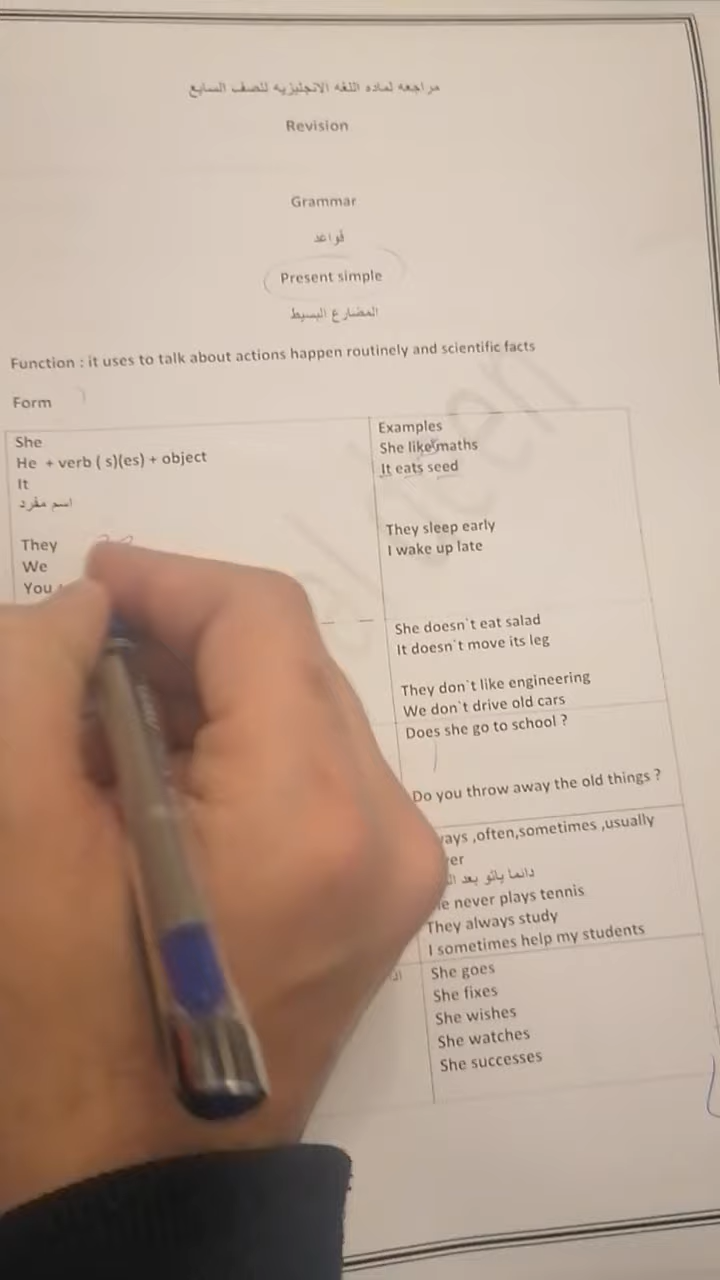 مراجعه لماده اللغه الانجليزيه للصف السابع
Revision
Grammar
قواعد
Present simple
المضارع البسيط
Function : it uses to talk about actions happen routinely and scientific facts
Form
She
He + verb ( s)(es) + object
It
اسم مفرد
They
We
You
Examples
She likes maths
It eats seed
They sleep early
I wake up late
She doesn`t eat salad
It doesn`t move its leg
They don`t like engineering
We don`t drive old cars
Does she go to school ?
Do you throw away the old things ?
,often,sometimes ,usually
دائما ياتو بعد
never plays tennis
They always study
I sometimes help my students
She goes
She fixes
She wishes
She watches
She successes